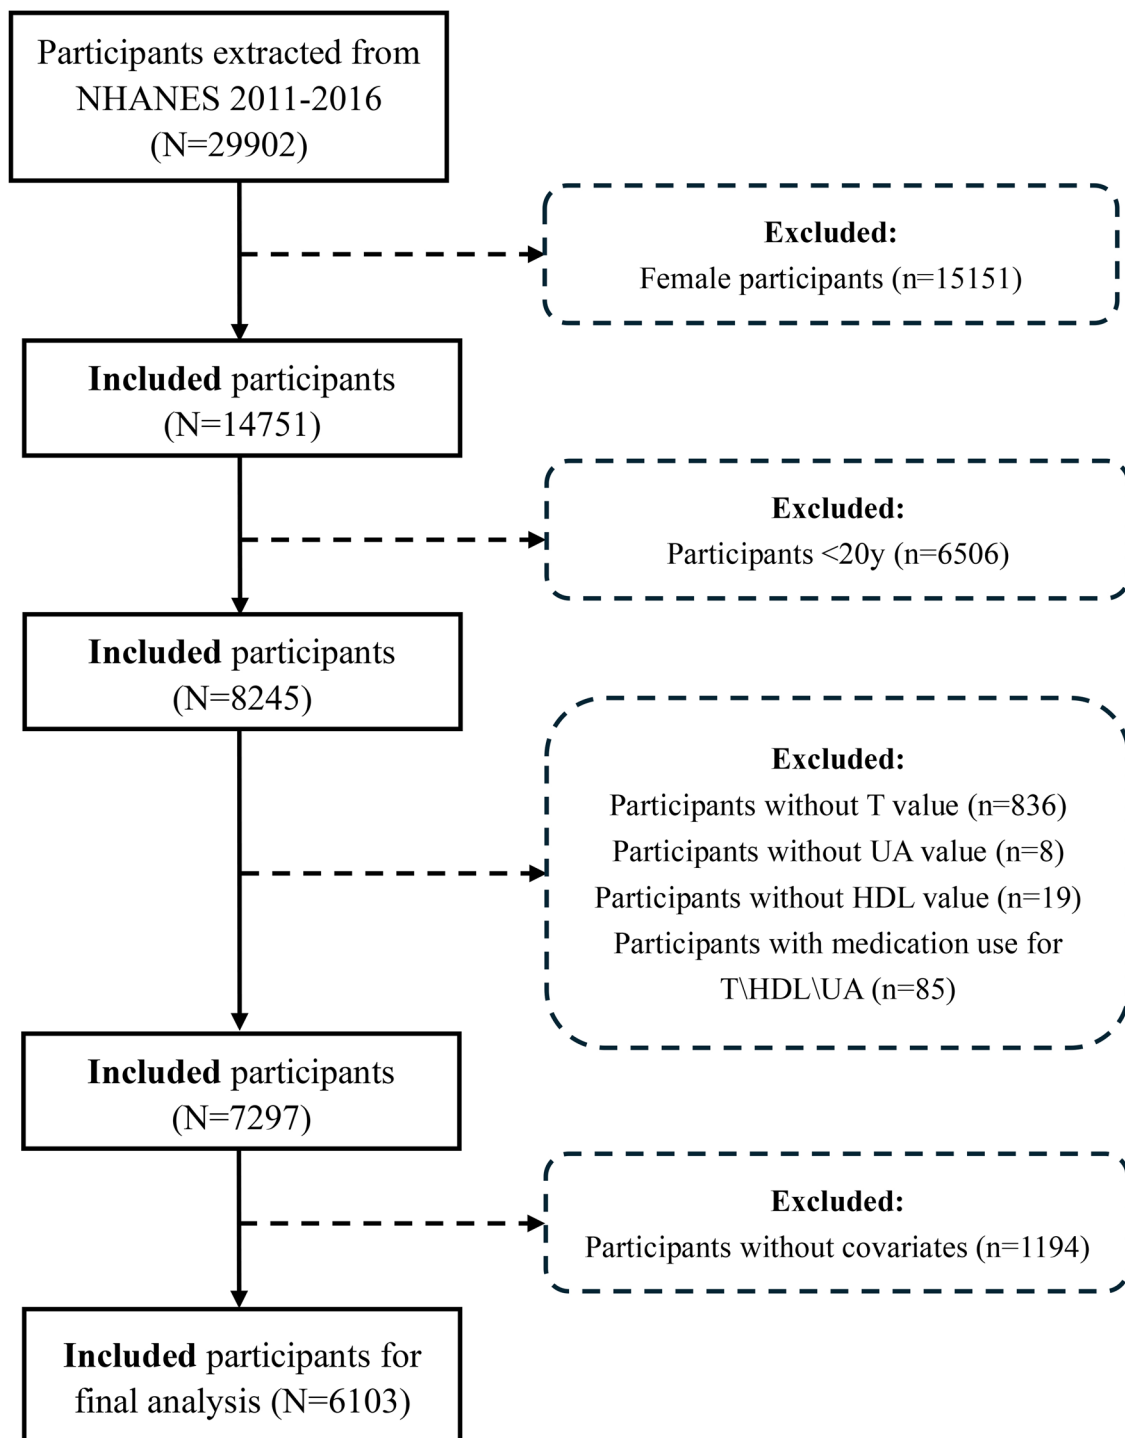 Participants extracted from
NHANES 2011-2016
(N=29902)
Excluded:
Female participants (n=15151)
Included participants
(N=14751)
Excluded:
Participants <20y (n=6506)
Included participants
(N=8245)
Excluded:
Participants without T value (n=836)
Participants without UA value (n=8)
Participants without HDL value (n=19)
Participants with medication use for
T\HDL\UA (n=85)
Included participants
(N=7297)
Excluded:
Participants without covariates (n=1194)
Included participants for
final analysis (N=6103)